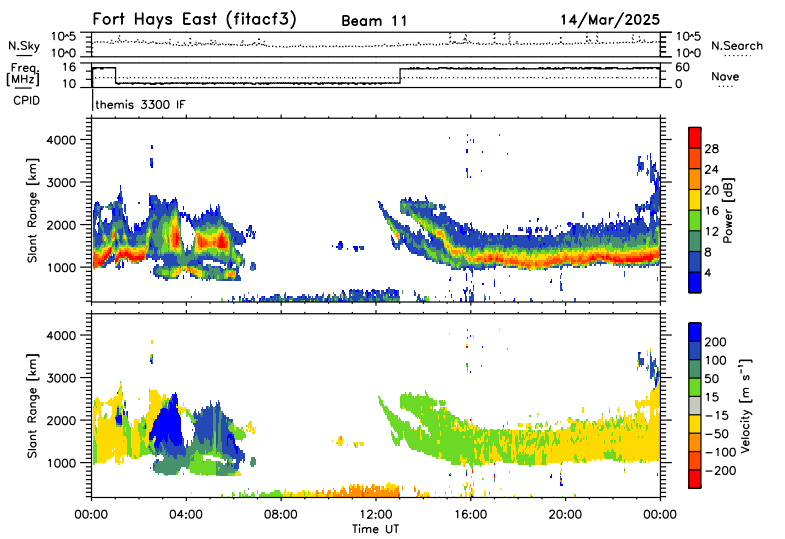 Fort Hays East (fitacf3) Beam 11 14/Mar/2025
N.Sky 10^5 10^0 10^5 10^0 N.Search
Freq. [MHz] 16 10 60 0 Nave
CPID themis 3300 IF
Slant Range [km] 4000 3000 2000 1000
Power [dB] 28 24 20 16 12 8 4
Slant Range [km] 4000 3000 2000 1000
Velocity [m s⁻¹] 200 100 50 15 −15 −50 −100 −200
00:00 04:00 08:00 12:00 16:00 20:00 00:00
Time UT